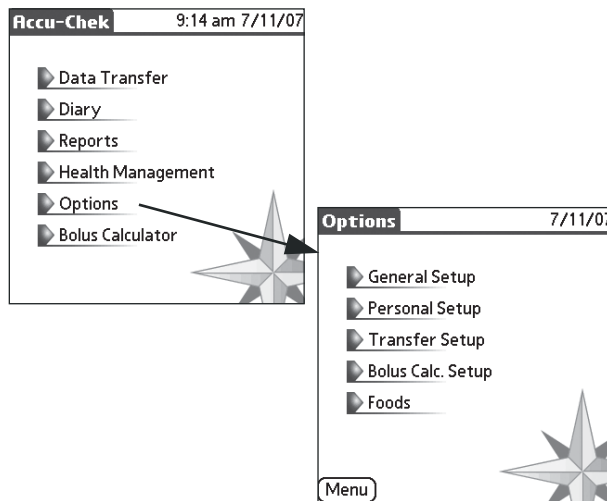 Accu-Chek 9:14 am 7/11/07
Data Transfer
Diary
Reports
Health Management
Options
Bolus Calculator
Options 7/11/07
General Setup
Personal Setup
Transfer Setup
Bolus Calc. Setup
Foods
Menu